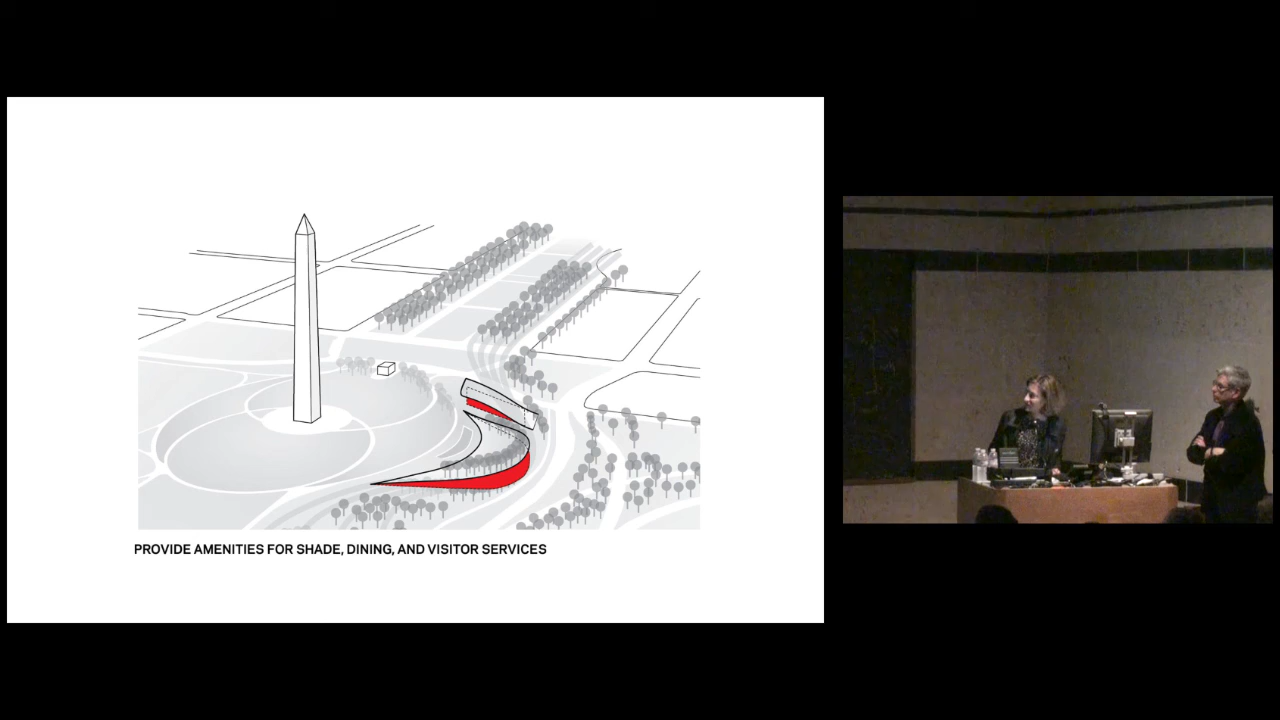 PROVIDE AMENITIES FOR SHADE, DINING, AND VISITOR SERVICES